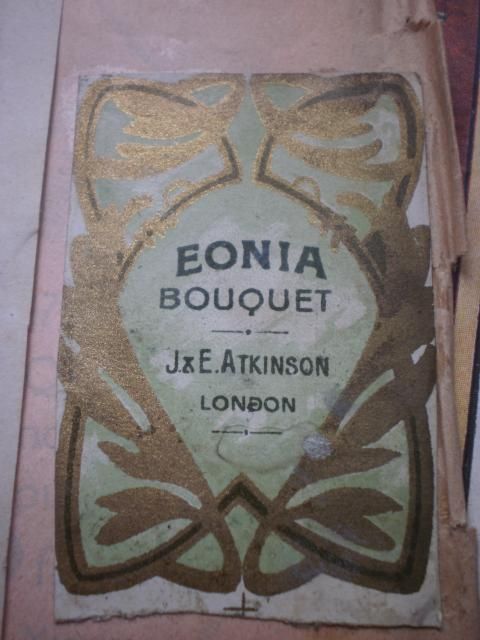 EONIA
BOUQUET
J. & E. ATKINSON
LONDON